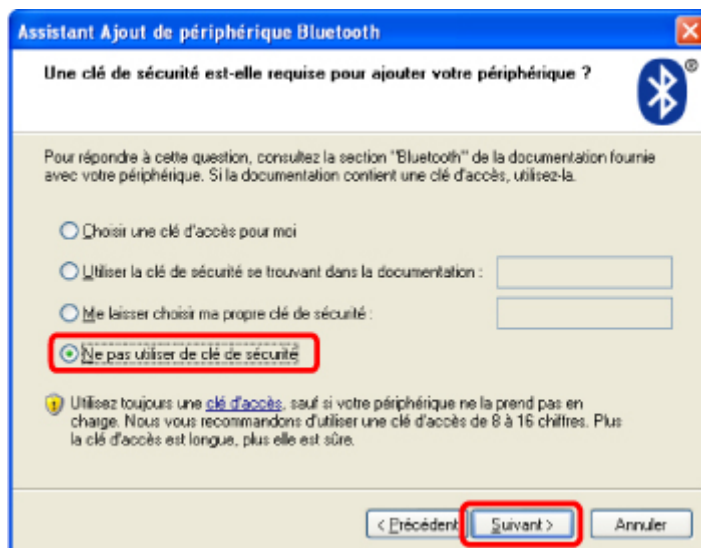 Assistant Ajout de périphérique Bluetooth
Une clé de sécurité est-elle requise pour ajouter votre périphérique ?
®
Pour répondre à cette question, consultez la section "Bluetooth" de la documentation fournie
avec votre périphérique. Si la documentation contient une clé d'accès, utilisez-la.
Choisir une clé d'accès pour moi
Utiliser la clé de sécurité se trouvant dans la documentation :
Me laisser choisir ma propre clé de sécurité :
Ne pas utiliser de clé de sécurité
Utilisez toujours une clé d'accès, sauf si votre périphérique ne la prend pas en
charge. Nous vous recommandons d'utiliser une clé d'accès de 8 à 16 chiffres. Plus
la clé d'accès est longue, plus elle est sûre.
< Précédent Suivant > Annuler